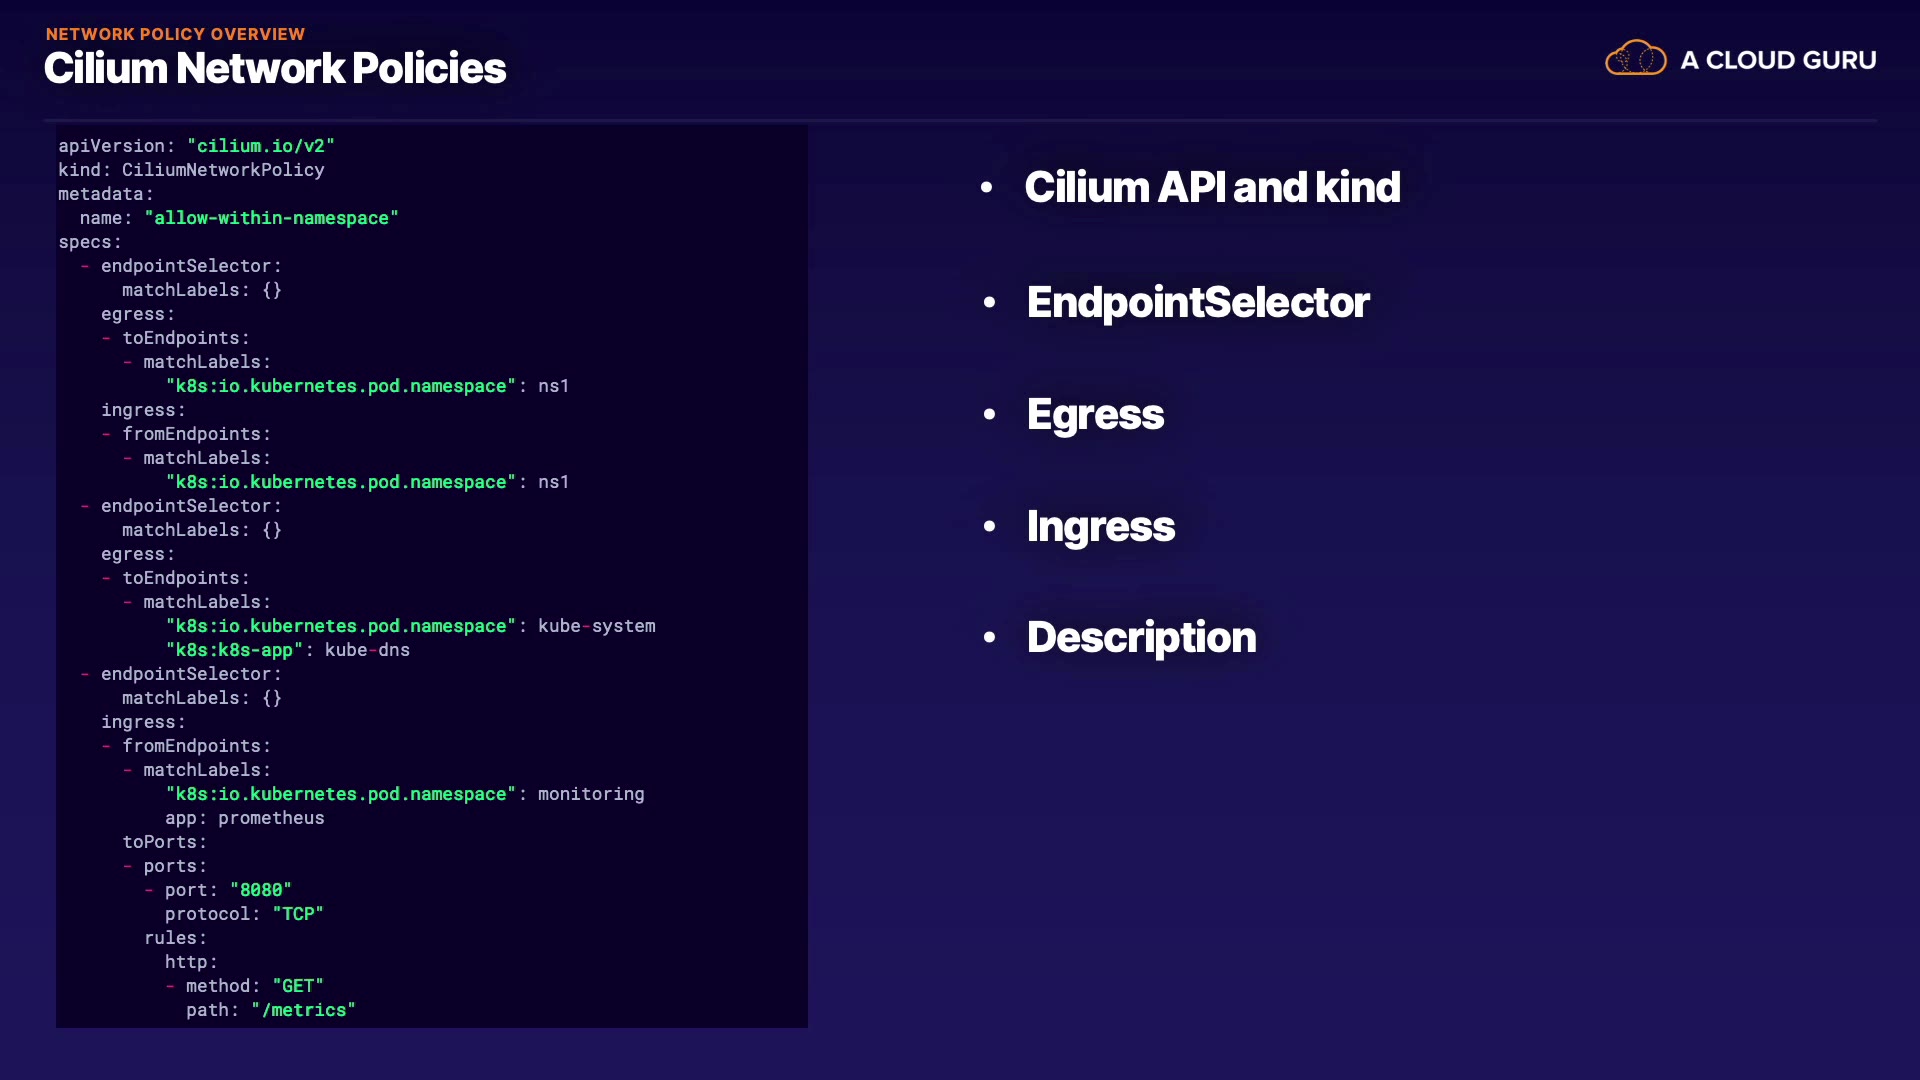 NETWORK POLICY OVERVIEW
Cilium Network Policies
A CLOUD GURU
apiVersion: "cilium.io/v2"
kind: CiliumNetworkPolicy
metadata:
  name: "allow-within-namespace"
specs:
  - endpointSelector:
      matchLabels: {}
    egress:
    - toEndpoints:
      - matchLabels:
          "k8s:io.kubernetes.pod.namespace": ns1
    ingress:
    - fromEndpoints:
      - matchLabels:
          "k8s:io.kubernetes.pod.namespace": ns1
  - endpointSelector:
      matchLabels: {}
    egress:
    - toEndpoints:
      - matchLabels:
          "k8s:io.kubernetes.pod.namespace": kube-system
          "k8s:k8s-app": kube-dns
  - endpointSelector:
      matchLabels: {}
    ingress:
    - fromEndpoints:
      - matchLabels:
          "k8s:io.kubernetes.pod.namespace": monitoring
          app: prometheus
      toPorts:
      - ports:
        - port: "8080"
          protocol: "TCP"
        rules:
          http:
          - method: "GET"
            path: "/metrics"
• Cilium API and kind
• EndpointSelector
• Egress
• Ingress
• Description